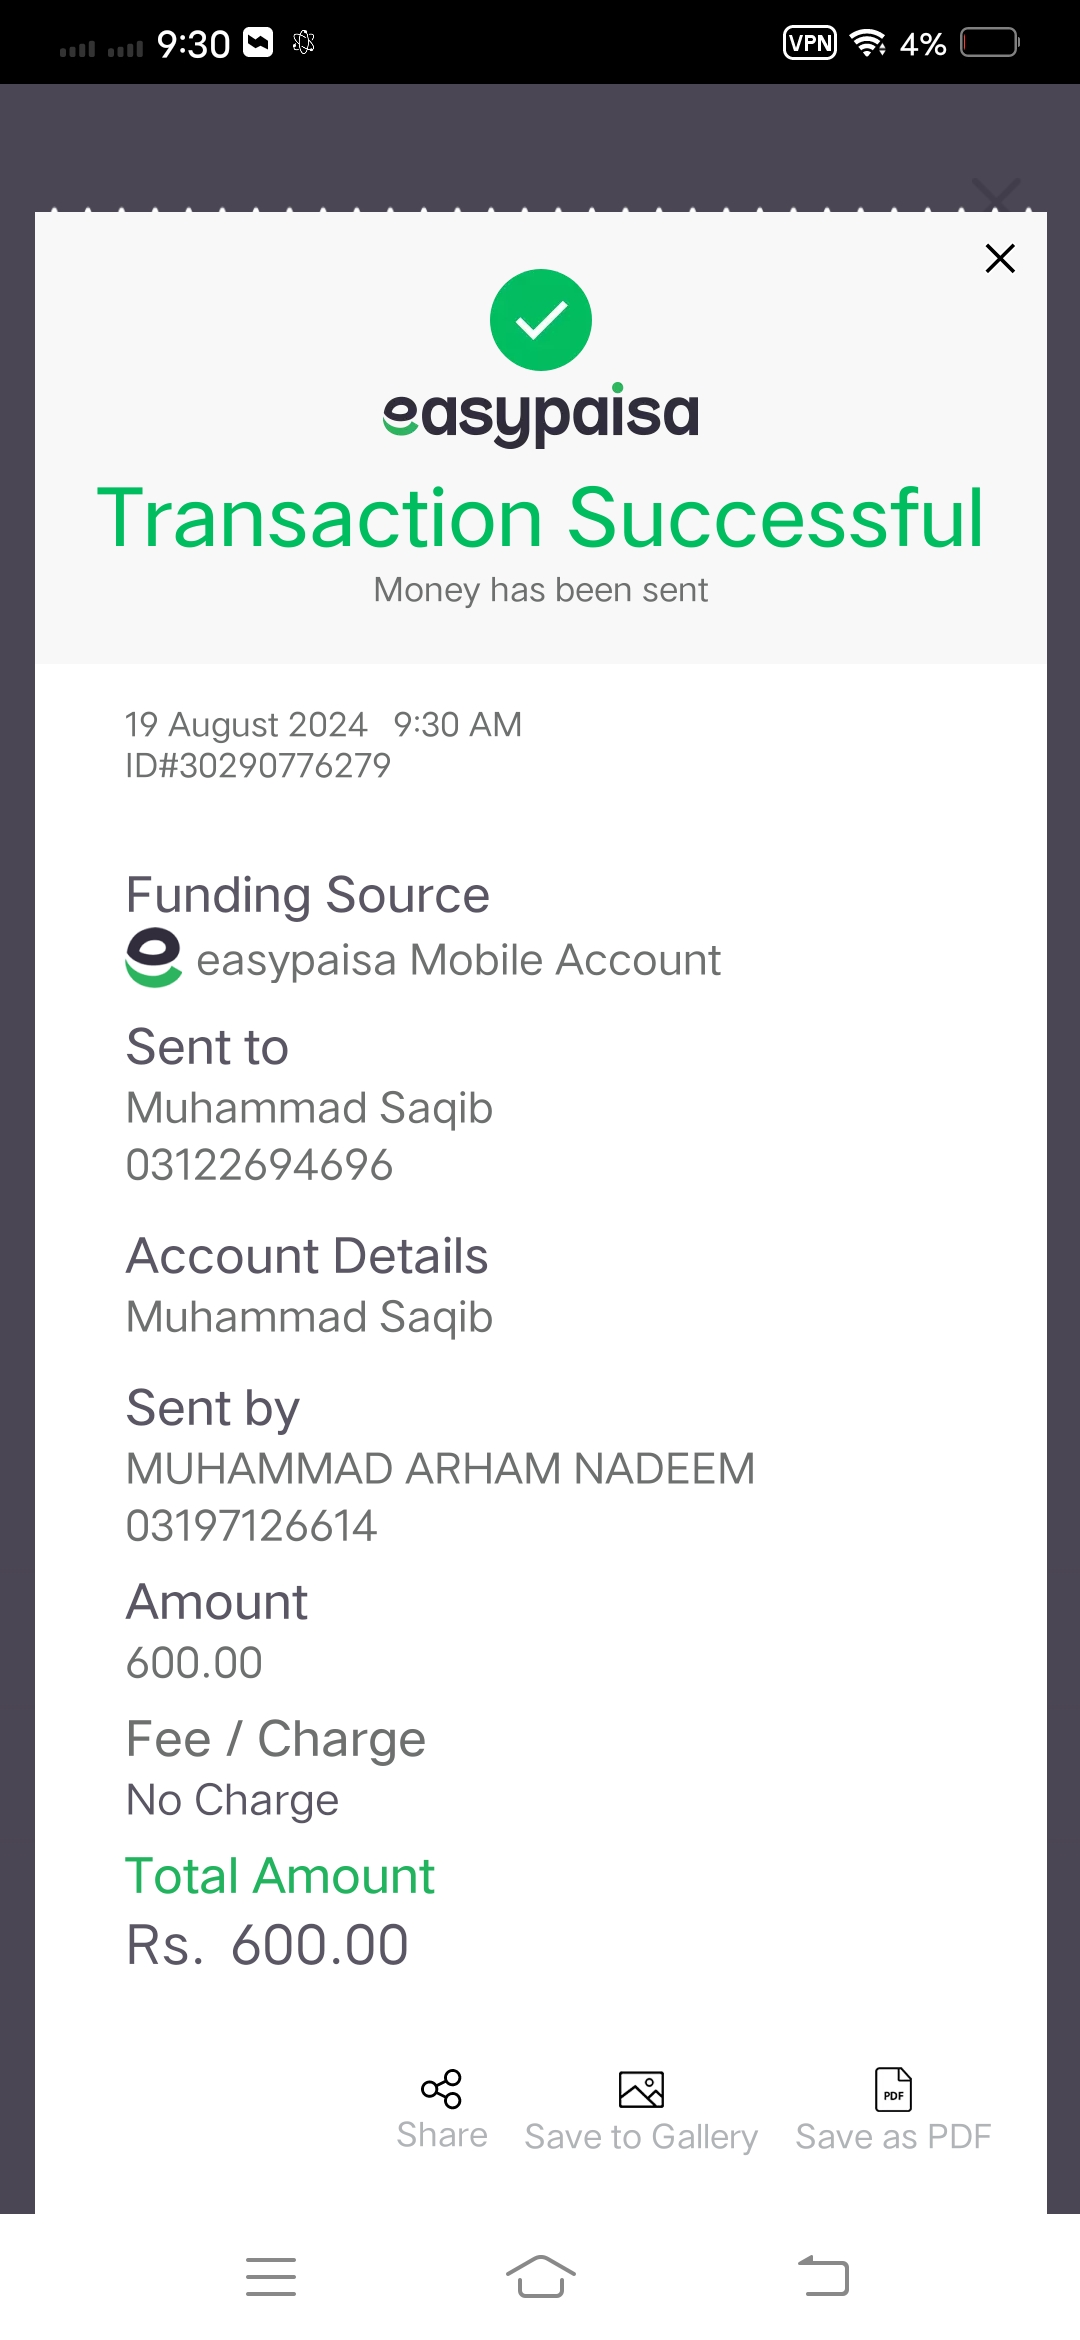 9:30 VPN 4%
easypaisa
Transaction Successful
Money has been sent
19 August 2024 9:30 AM
ID#30290776279
Funding Source
easypaisa Mobile Account
Sent to
Muhammad Saqib
03122694696
Account Details
Muhammad Saqib
Sent by
MUHAMMAD ARHAM NADEEM
03197126614
Amount
600.00
Fee / Charge
No Charge
Total Amount
Rs. 600.00
PDF
Share Save to Gallery Save as PDF